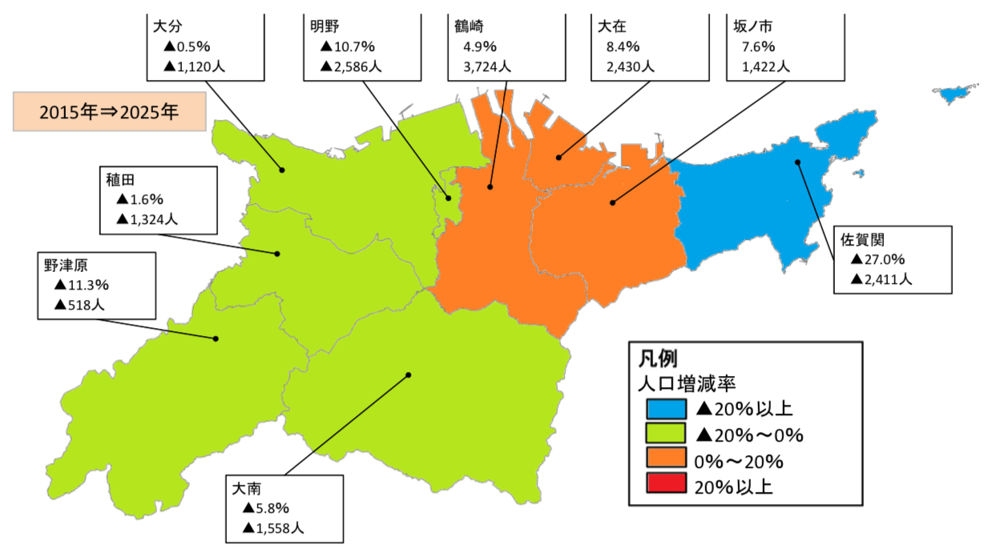 大分
▲0.5%
▲1,120人
明野
▲10.7%
▲2,586人
鶴崎
4.9%
3,724人
大在
8.4%
2,430人
坂ノ市
7.6%
1,422人
2015年⇒2025年
稙田
▲1.6%
▲1,324人
野津原
▲11.3%
▲518人
佐賀関
▲27.0%
▲2,411人
大南
▲5.8%
▲1,558人
凡例
人口増減率
▲20%以上
▲20%～0%
0%～20%
20%以上